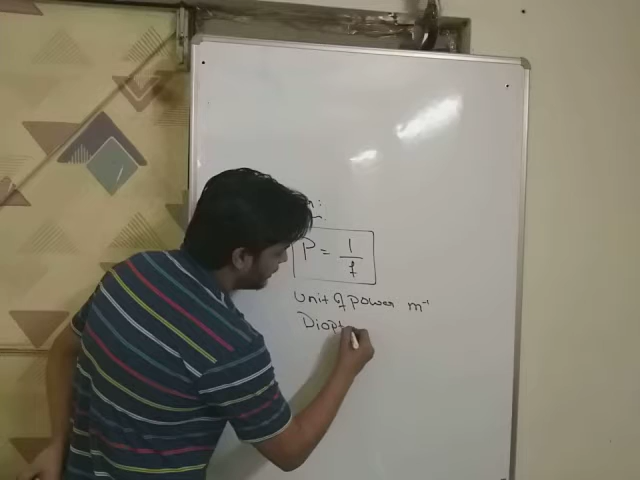 P = 1/f
Unit of power m⁻¹
Diopt